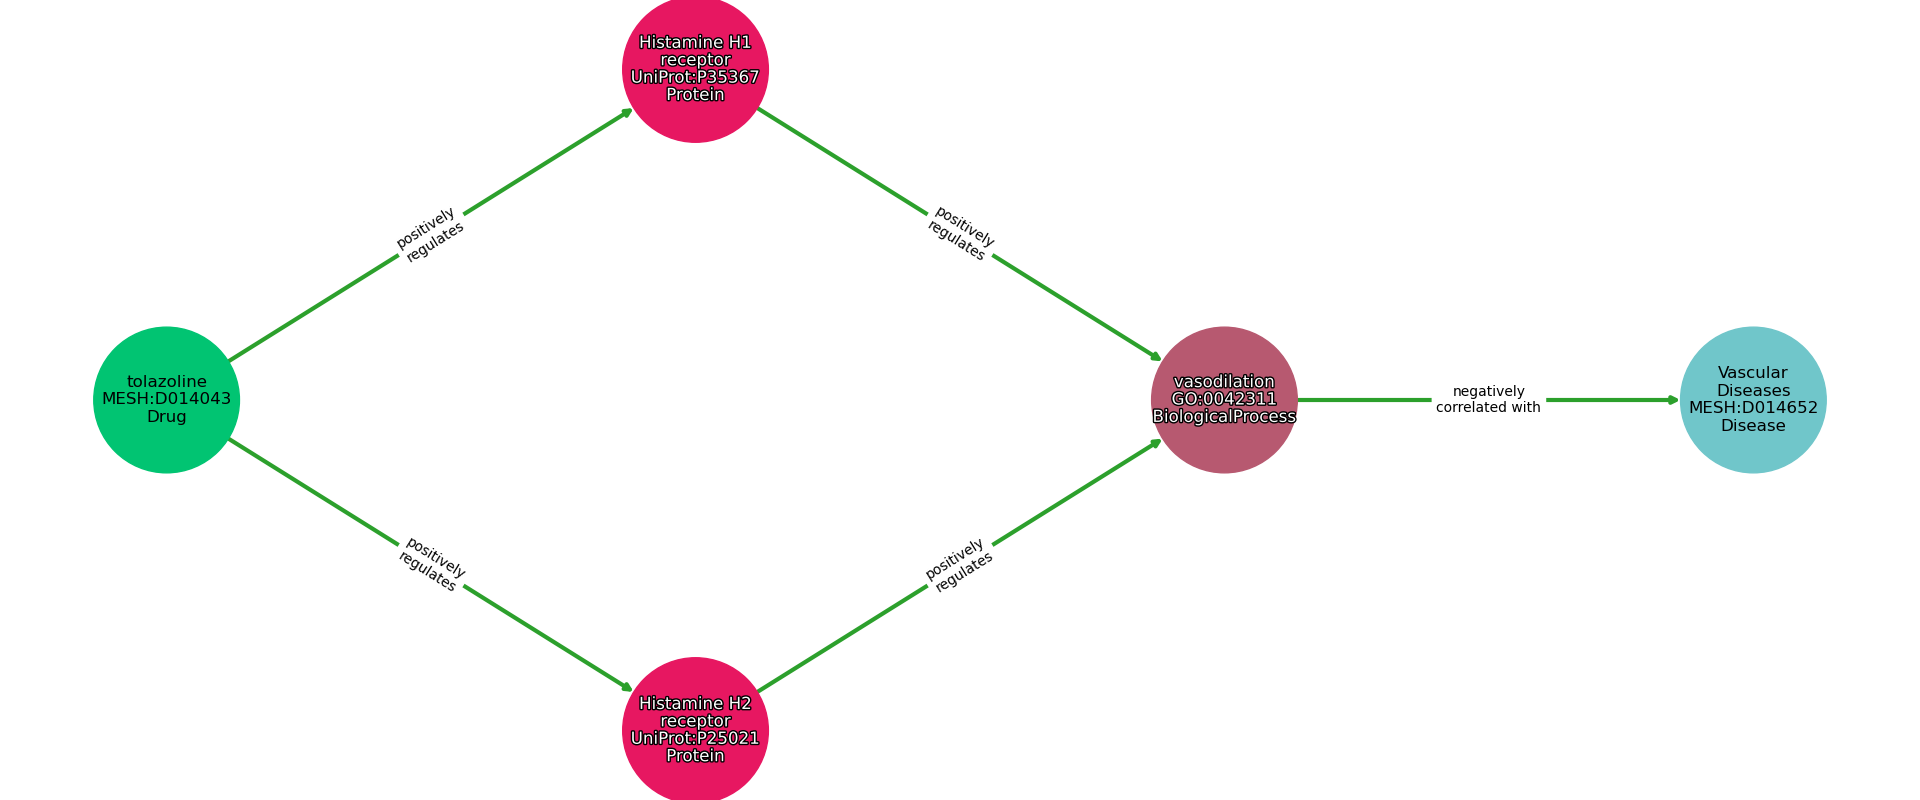 Histamine H1
receptor
UniProt:P35367
Protein
positively
regulates
positively
regulates
tolazoline
MESH:D014043
Drug
vasodilation
GO:0042311
BiologicalProcess
negatively
correlated with
Vascular
Diseases
MESH:D014652
Disease
positively
regulates
positively
regulates
Histamine H2
receptor
UniProt:P25021
Protein